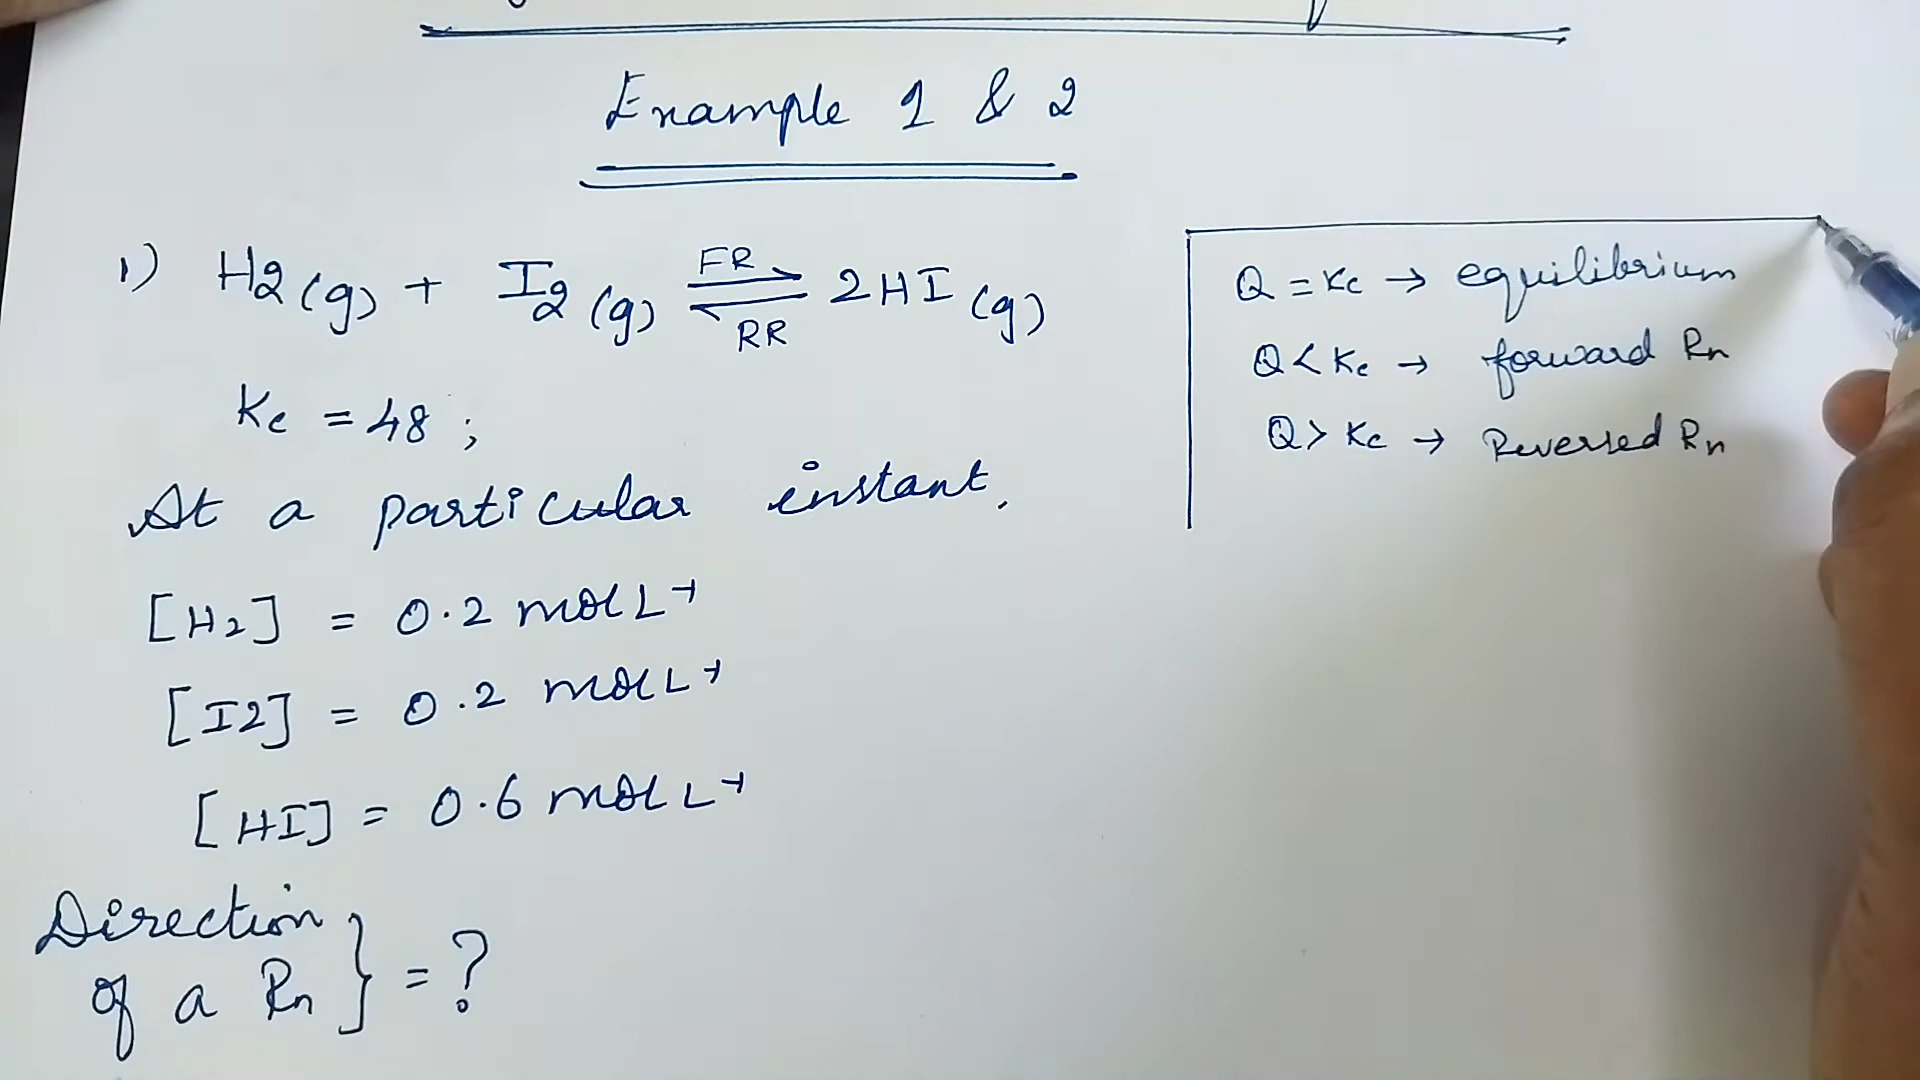 Example 1 & 2
1) H2(g) + I2(g) ⇌ 2HI(g)
FR
RR
Kc = 48 ;
At a particular instant.
[H2] = 0.2 mol L-1
[I2] = 0.2 mol L-1
[HI] = 0.6 mol L-1
Direction
of a Rn } = ?
Q = Kc → equilibrium
Q < Kc → forward Rn
Q > Kc → Reversed Rn